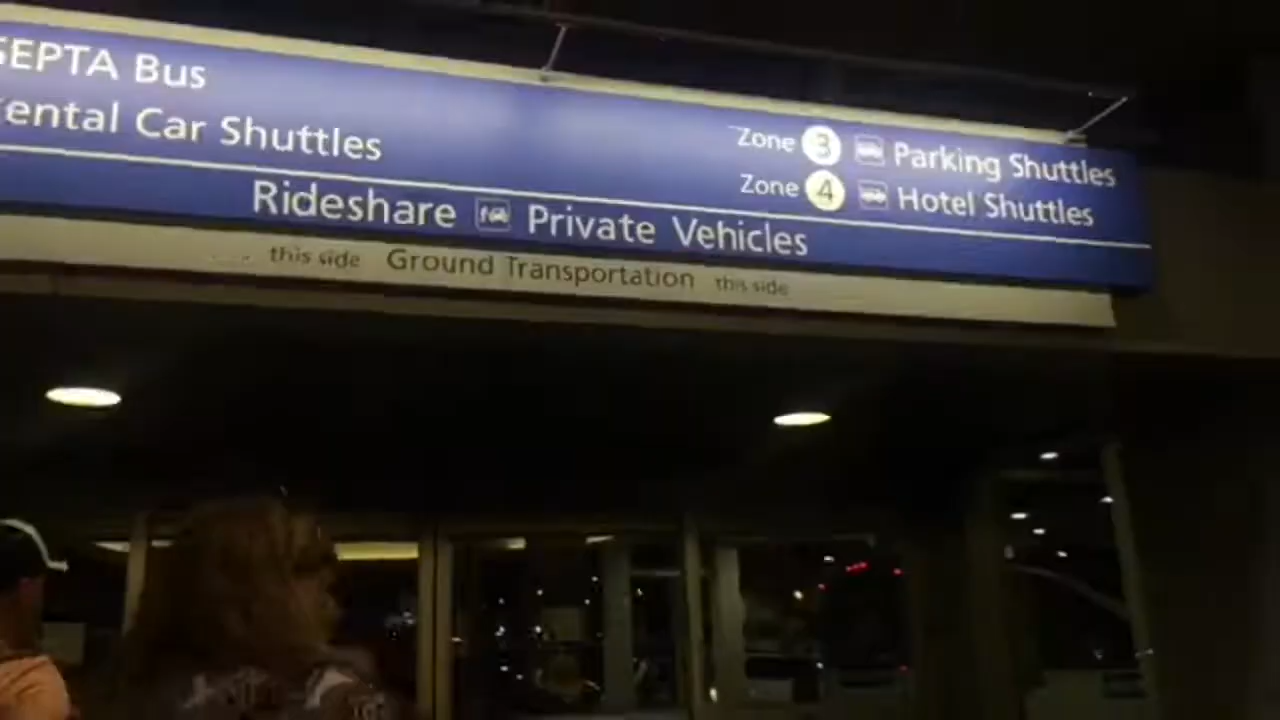 SEPTA Bus
ental Car Shuttles
Zone 3 Parking Shuttles
Zone 4 Hotel Shuttles
Rideshare Private Vehicles
this side Ground Transportation this side